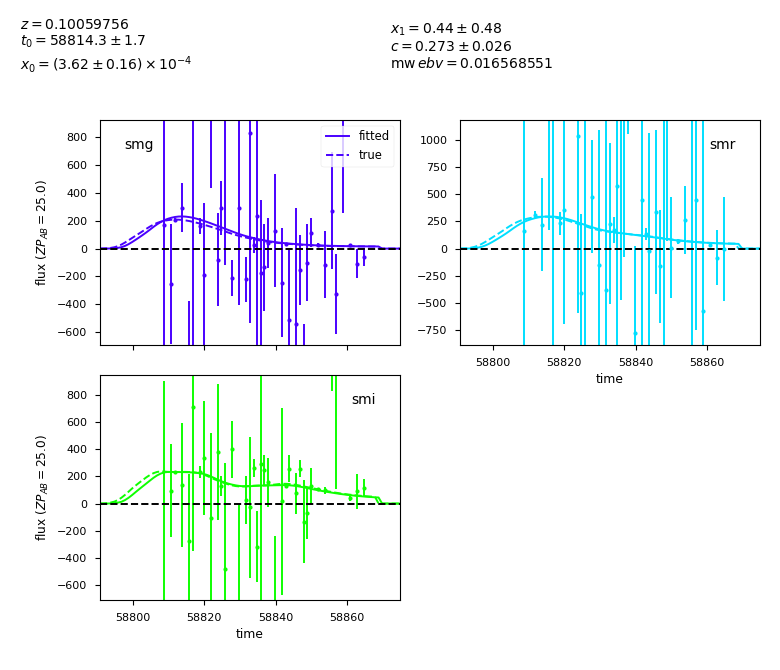 z = 0.10059756
t₀ = 58814.3 ± 1.7
x₀ = (3.62 ± 0.16) × 10⁻⁴
x₁ = 0.44 ± 0.48
c = 0.273 ± 0.026
mw ebv = 0.016568551
smg
fitted
true
800
600
400
200
0
−200
−400
−600
flux (ZP_AB = 25.0)
smr
1000
750
500
250
0
−250
−500
−750
58800 58820 58840 58860
time
smi
800
600
400
200
0
−200
−400
−600
flux (ZP_AB = 25.0)
58800 58820 58840 58860
time